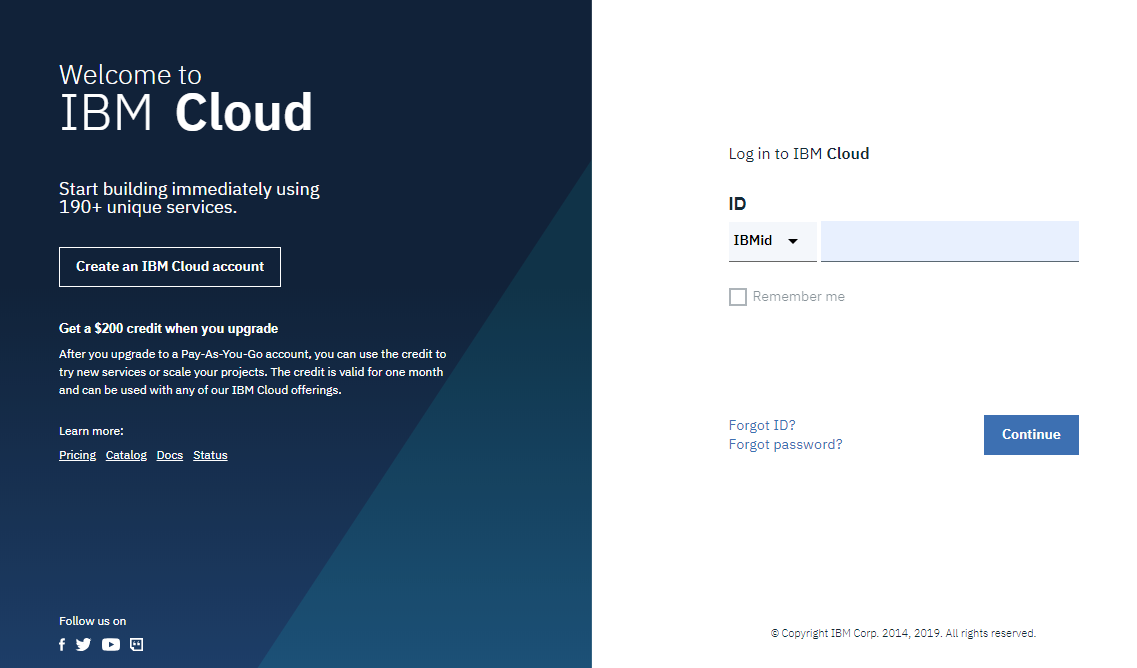 Welcome to
IBM Cloud
Start building immediately using
190+ unique services.
Create an IBM Cloud account
Get a $200 credit when you upgrade
After you upgrade to a Pay-As-You-Go account, you can use the credit to
try new services or scale your projects. The credit is valid for one month
and can be used with any of our IBM Cloud offerings.
Learn more:
Pricing Catalog Docs Status
Follow us on
Log in to IBM Cloud
ID
IBMid
Remember me
Forgot ID?
Forgot password?
Continue
© Copyright IBM Corp. 2014, 2019. All rights reserved.